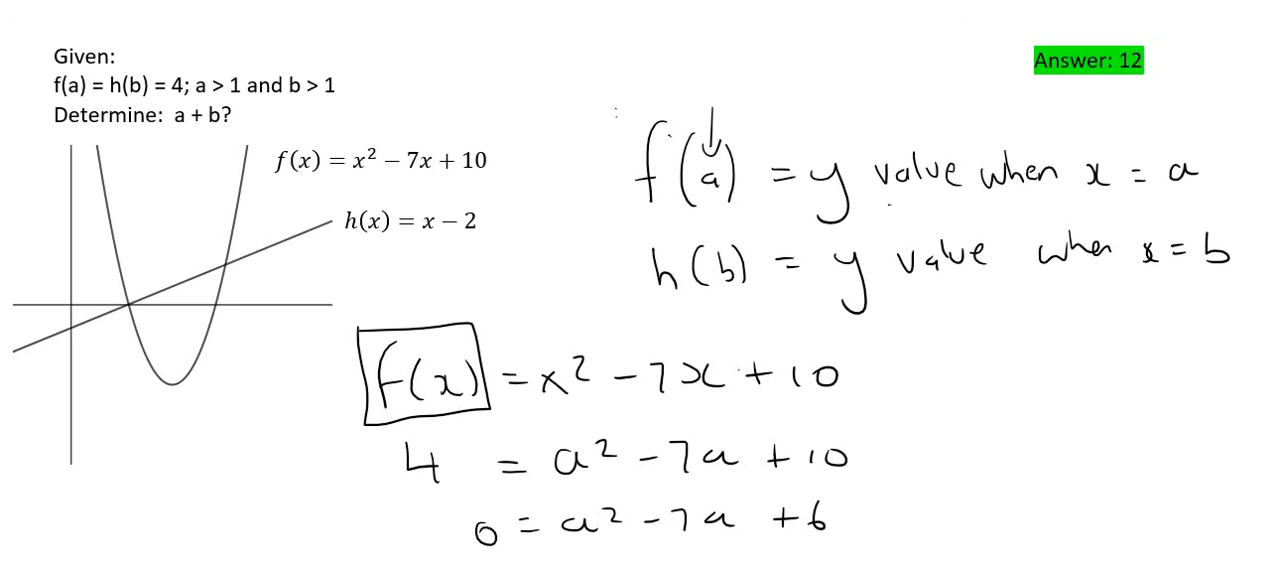 Given:
f(a) = h(b) = 4; a > 1 and b > 1
Determine: a + b?
Answer: 12
f(x) = x² − 7x + 10
h(x) = x − 2
f(a) = y value when x = a
h(b) = y value when x = b
f(x) = x² − 7x + 10
4 = a² − 7a + 10
0 = a² − 7a + 6